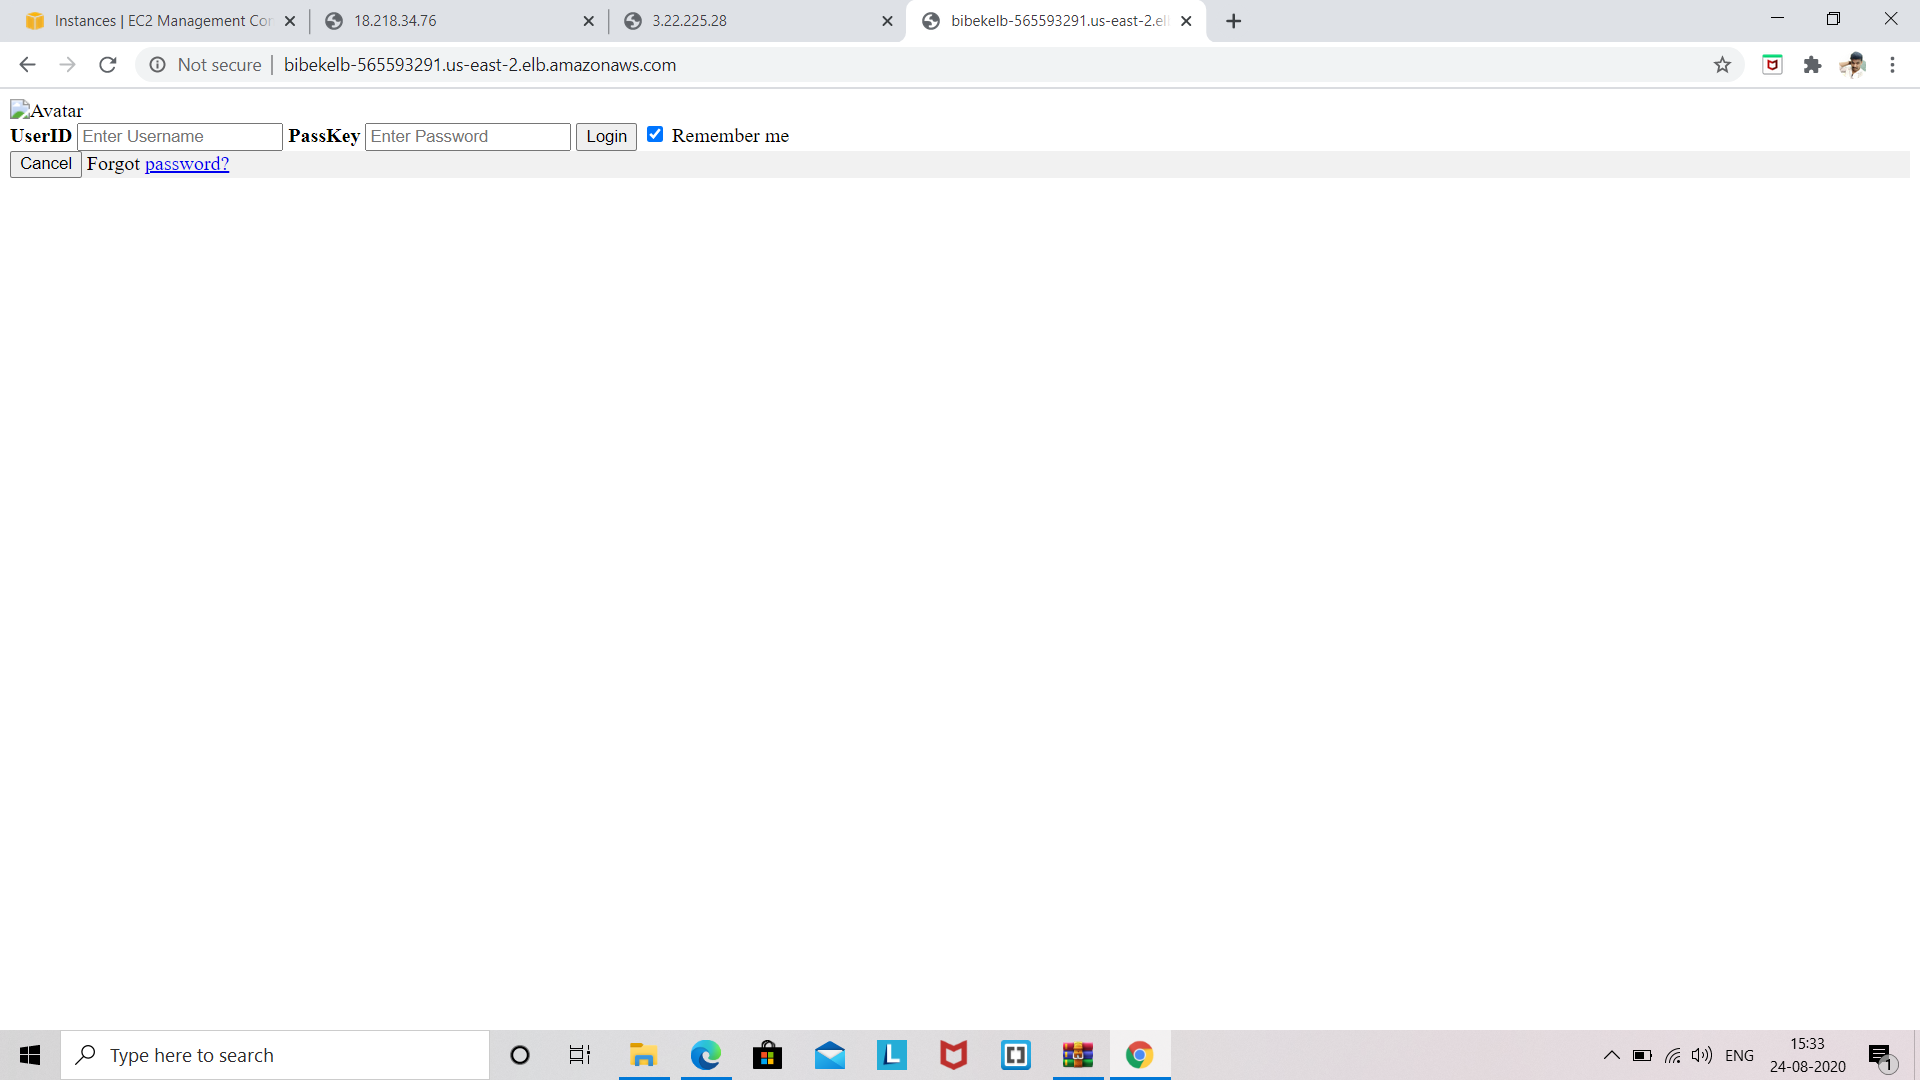 Instances | EC2 Management Con
18.218.34.76
3.22.225.28
bibekelb-565593291.us-east-2.el
Not secure
bibekelb-565593291.us-east-2.elb.amazonaws.com
Avatar
UserID Enter Username PassKey Enter Password Login Remember me
Cancel Forgot password?
Type here to search
L
ENG
15:33
24-08-2020
1